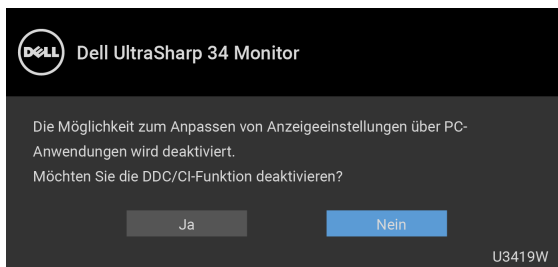 DELL Dell UltraSharp 34 Monitor
Die Möglichkeit zum Anpassen von Anzeigeeinstellungen über PC-
Anwendungen wird deaktiviert.
Möchten Sie die DDC/CI-Funktion deaktivieren?
Ja Nein
U3419W